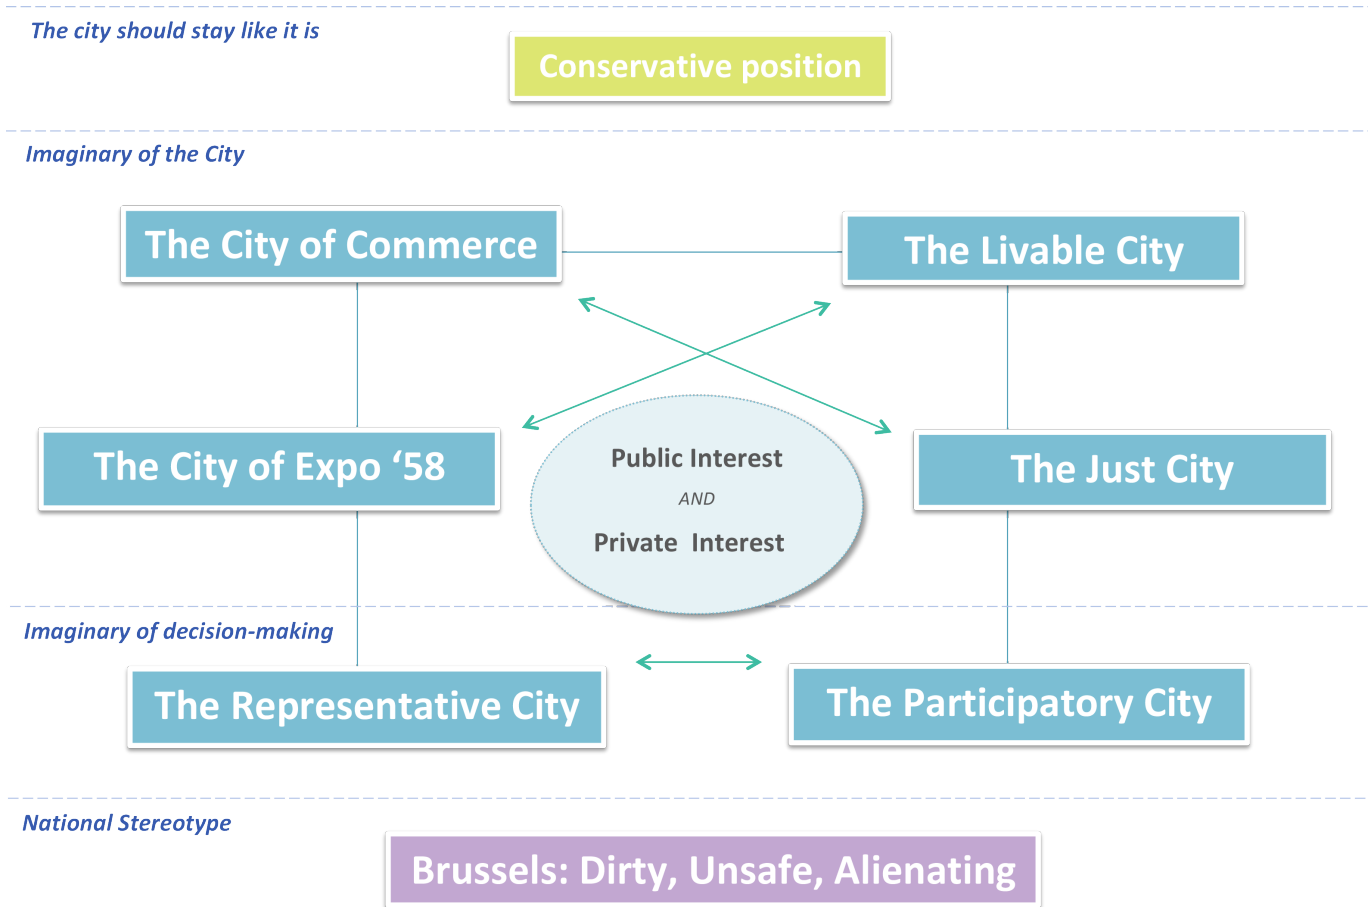 The city should stay like it is
Conservative position
Imaginary of the City
The City of Commerce
The Livable City
The City of Expo ‘58
Public Interest
AND
Private Interest
The Just City
Imaginary of decision-making
The Representative City
The Participatory City
National Stereotype
Brussels: Dirty, Unsafe, Alienating